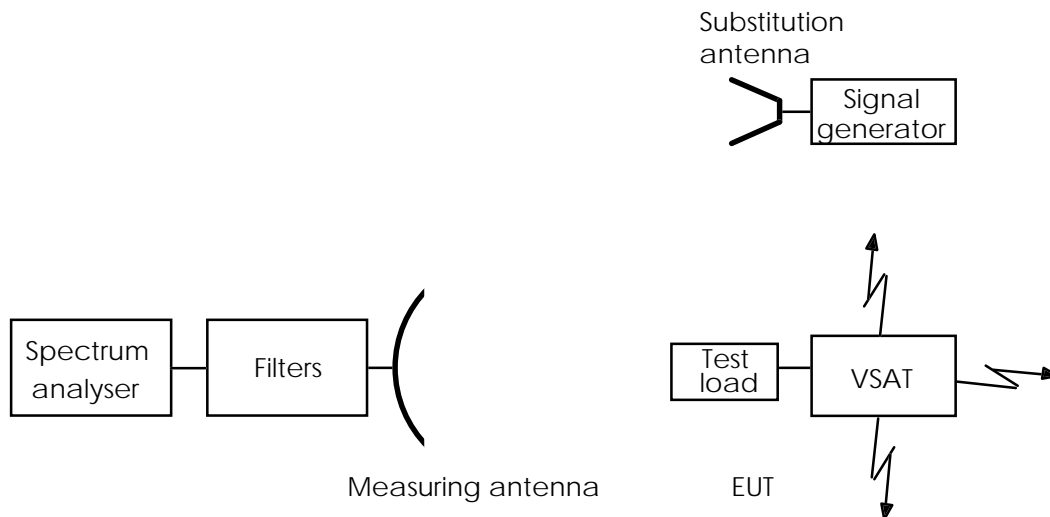 Substitution
antenna
Signal
generator
Spectrum
analyser
Filters
Test
load
VSAT
Measuring antenna
EUT